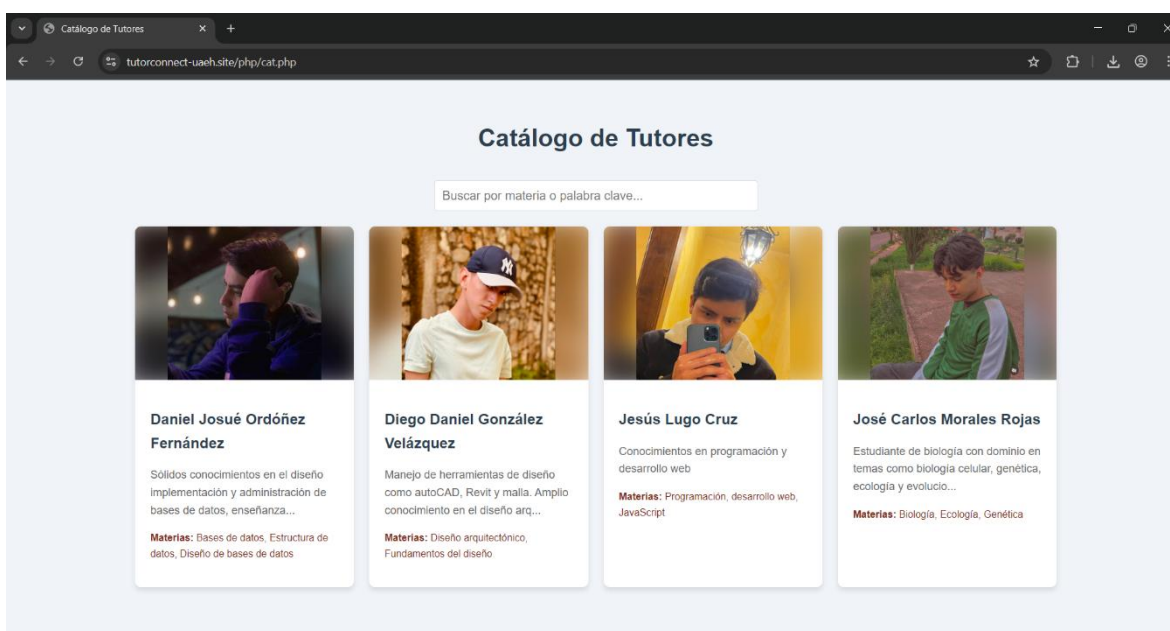 Catálogo de Tutores
tutorconnect-uaeh.site/php/cat.php
Catálogo de Tutores
Buscar por materia o palabra clave...
Daniel Josué Ordóñez
Fernández
Sólidos conocimientos en el diseño
implementación y administración de
bases de datos, enseñanza...
Materias: Bases de datos, Estructura de
datos, Diseño de bases de datos
Diego Daniel González
Velázquez
Manejo de herramientas de diseño
como autoCAD, Revit y malla. Amplio
conocimiento en el diseño arq...
Materias: Diseño arquitectónico,
Fundamentos del diseño
Jesús Lugo Cruz
Conocimientos en programación y
desarrollo web
Materias: Programación, desarrollo web,
JavaScript
José Carlos Morales Rojas
Estudiante de biología con dominio en
temas como biología celular, genética,
ecología y evolucio...
Materias: Biología, Ecología, Genética